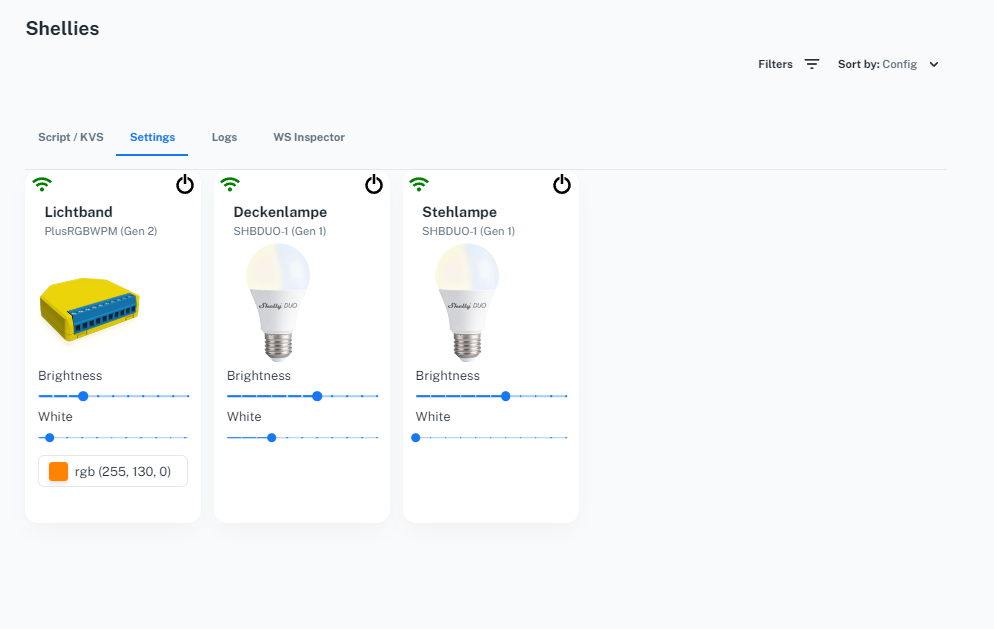 Shellies
Filters
Sort by: Config
Script / KVS
Settings
Logs
WS Inspector
Lichtband
PlusRGBWPM (Gen 2)
Brightness
White
rgb (255, 130, 0)
Deckenlampe
SHBDUO-1 (Gen 1)
Shelly DUO
Brightness
White
Stehlampe
SHBDUO-1 (Gen 1)
Shelly DUO
Brightness
White